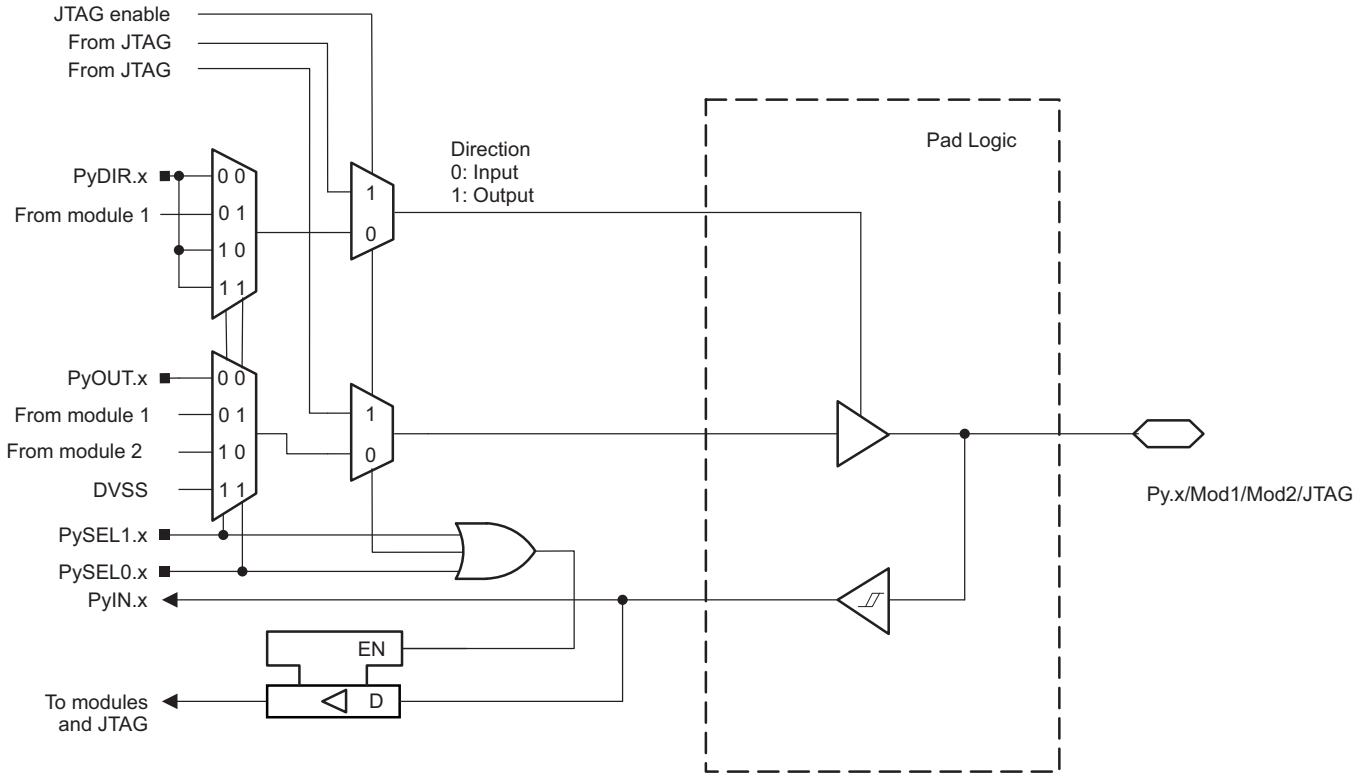 JTAG enable
From JTAG
From JTAG
Direction
0: Input
1: Output
Pad Logic
PyDIR.x
0 0
From module 1
0 1
1 0
1 1
1
0
PyOUT.x
0 0
From module 1
0 1
From module 2
1 0
DVSS
1 1
1
0
PySEL1.x
PySEL0.x
PyIN.x
Py.x/Mod1/Mod2/JTAG
EN
D
To modules
and JTAG